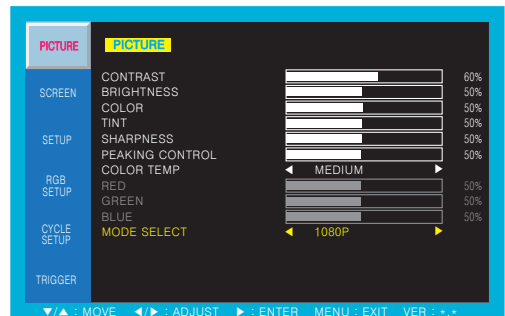 PICTURE
SCREEN
SETUP
RGB
SETUP
CYCLE
SETUP
TRIGGER
PICTURE
CONTRAST 60%
BRIGHTNESS 50%
COLOR 50%
TINT 50%
SHARPNESS 50%
PEAKING CONTROL 50%
COLOR TEMP ◀ MEDIUM ▶
RED 50%
GREEN 50%
BLUE 50%
MODE SELECT ◀ 1080P ▶
▼/▲ : MOVE ◀/▶ : ADJUST ▶ : ENTER MENU : EXIT VER : *.*